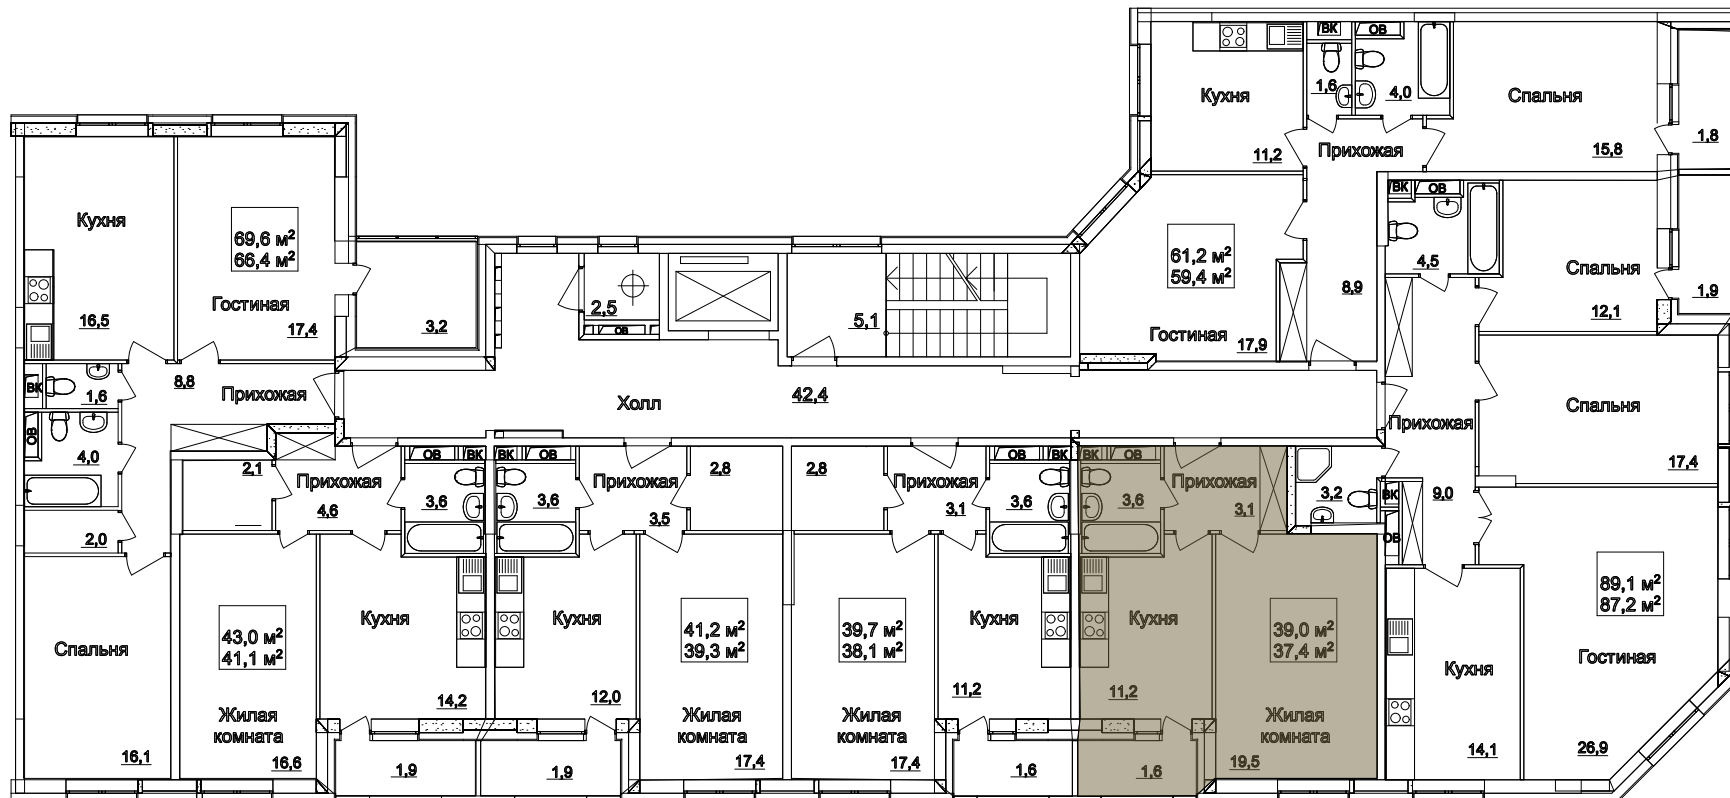 ВК
ОВ
Кухня
1,6
4,0
Спальня
11,2
Прихожая
15,8
1,8
Кухня
69,6 м²
66,4 м²
Гостиная
16,5
17,4
3,2
2,5
ОВ
5,1
61,2 м²
59,4 м²
8,9
Гостиная
17,9
ВК
ОВ
4,5
Спальня
12,1
1,9
ВК
1,6
8,8
Прихожая
Холл
42,4
Прихожая
Спальня
17,4
ОВ
4,0
2,0
2,1
Прихожая
4,6
ОВ
ВК
3,6
ВК
ОВ
3,6
Прихожая
3,5
2,8
2,8
Прихожая
3,1
ОВ
ВК
3,6
ВК
ОВ
3,6
Прихожая
3,1
3,2
ВК
ОВ
9,0
Спальня
16,1
43,0 м²
41,1 м²
Жилая
комната
16,6
Кухня
14,2
1,9
Кухня
12,0
1,9
41,2 м²
39,3 м²
Жилая
комната
17,4
39,7 м²
38,1 м²
Жилая
комната
17,4
Кухня
11,2
1,6
Кухня
11,2
1,6
39,0 м²
37,4 м²
Жилая
комната
19,5
Кухня
14,1
89,1 м²
87,2 м²
Гостиная
26,9